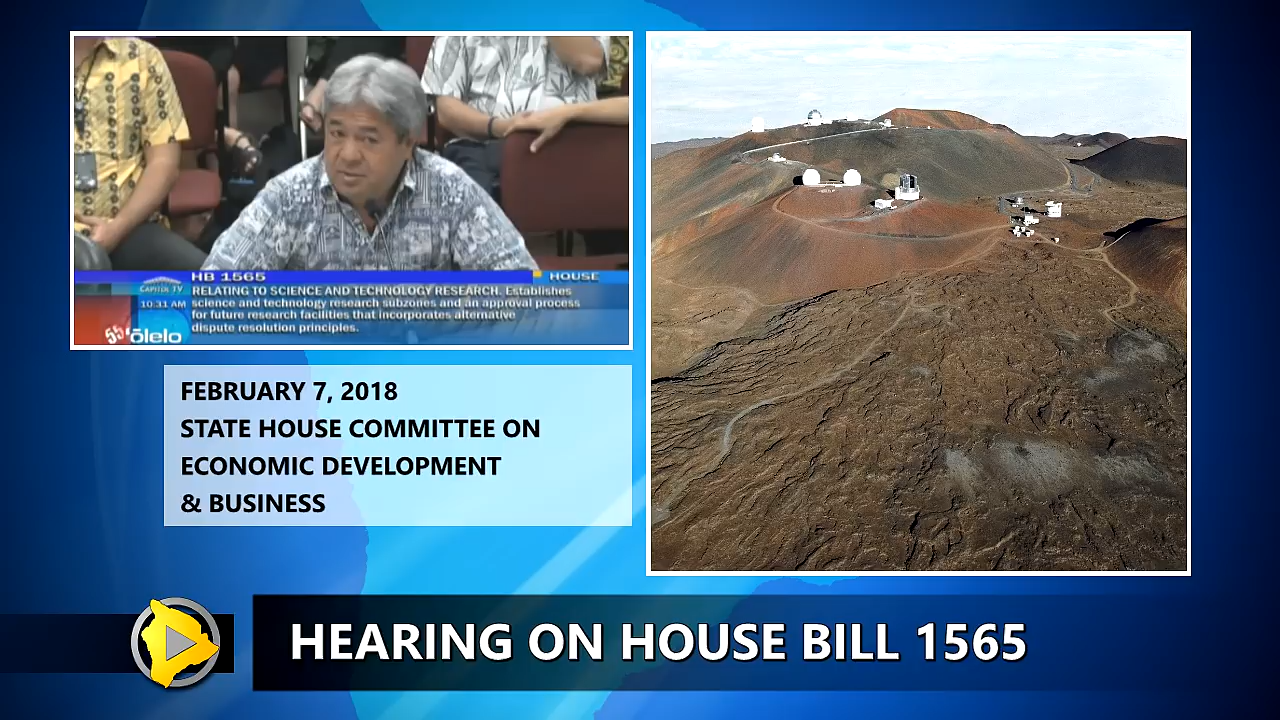 HB 1565
HOUSE
CAPITOL TV
10:31 AM
RELATING TO SCIENCE AND TECHNOLOGY RESEARCH. Establishes
science and technology research subzones and an approval process
for future research facilities that incorporates alternative
dispute resolution principles.
55 'ōlelo
FEBRUARY 7, 2018
STATE HOUSE COMMITTEE ON
ECONOMIC DEVELOPMENT
& BUSINESS
HEARING ON HOUSE BILL 1565